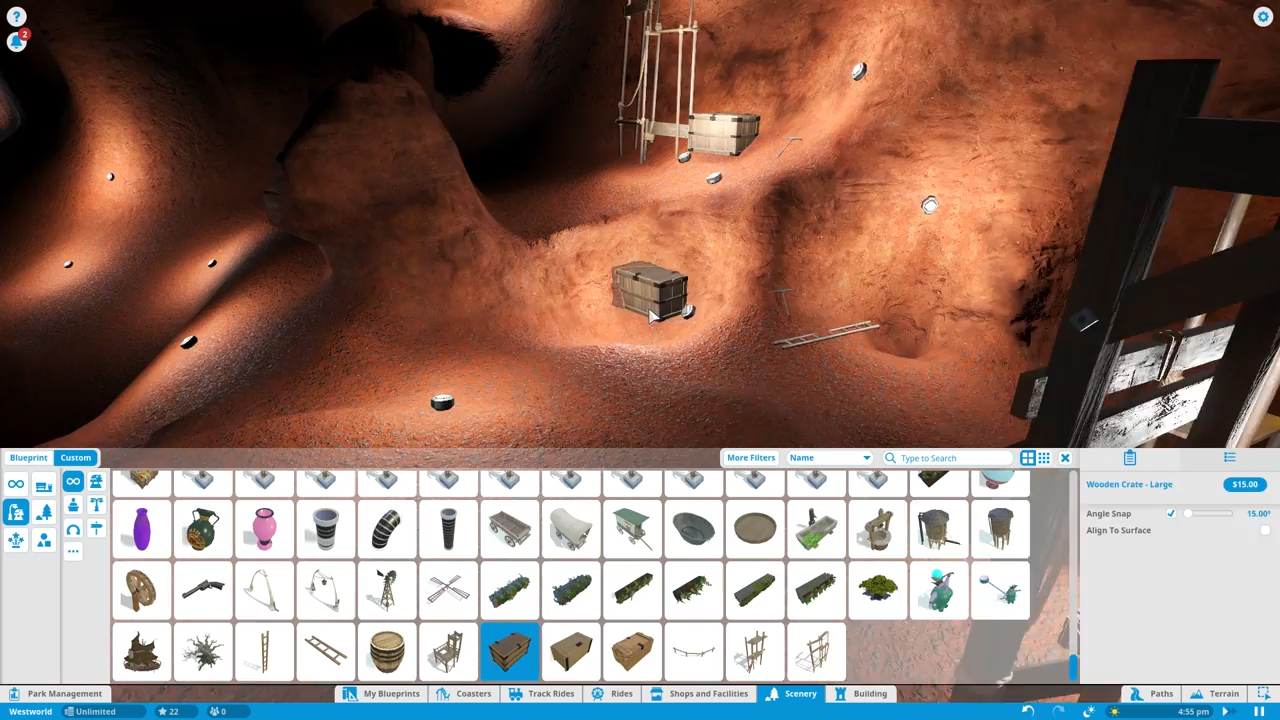 ?
2
Blueprint Custom More Filters Name Type to Search
Wooden Crate - Large $15.00
Angle Snap 15.00°
Align To Surface
Park Management My Blueprints Coasters Track Rides Rides Shops and Facilities Scenery Building Paths Terrain
Westworld Unlimited 22 0 4:55 pm